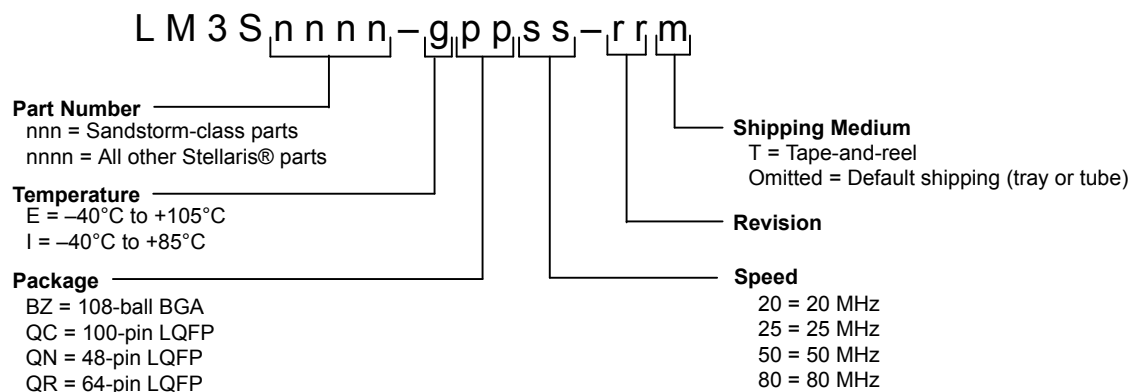 LM3Snnnn–gppss–rrm
Part Number
nnn = Sandstorm-class parts
nnnn = All other Stellaris® parts
Temperature
E = –40°C to +105°C
I = –40°C to +85°C
Package
BZ = 108-ball BGA
QC = 100-pin LQFP
QN = 48-pin LQFP
QR = 64-pin LQFP
Shipping Medium
T = Tape-and-reel
Omitted = Default shipping (tray or tube)
Revision
Speed
20 = 20 MHz
25 = 25 MHz
50 = 50 MHz
80 = 80 MHz